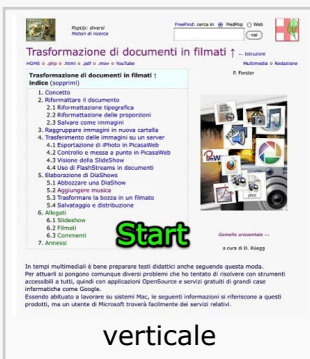 PopUp: diversi
Motori di ricerca
FreeFind: cerca in MedPop Web
vai
Trasformazione di documenti in filmati ↑ -- Istruzioni
HOME o .php o .html o .pdf o .mov o YouTube
Multimedia o Redazione
Trasformazione di documenti in filmati ↑
indice (sopprimi)
P. Forster
1. Concetto
2. Riformattare il documento
2.1 Riformattazione tipografica
2.2 Riformattazione delle proporzioni
2.3 Salvare come immagini
3. Raggruppare immagini in nuova cartella
4. Trasferimento delle immagini su un server
4.1 Esportazione di iPhoto in PicasaWeb
4.2 Controllo e messa a punto in PicasaWeb
4.3 Visione della SlideShow
4.4 Uso di FlashStreams in documenti
5. Elaborazione di DiaShows
5.1 Abbozzare una DiaShow
5.2 Aggiungere musica
5.3 Trasformare la bozza in un filmato
5.4 Salvataggio e distribuzione
6. Allegati
6.1 Slideshow
6.2 Filmati
6.3 Commenti
7. Annessi
Start
Gemello orizzontale --
a cura di D. Rüegg
In tempi multimediali è bene preparare testi didattici anche seguendo questa moda.
Per attuarli si pongono comunque diversi problemi che ho tentato di risolvere con strumenti
accessibili a tutti, quindi con applicazioni OpenSource e servizi gratuiti di grandi case
informatiche come Google.
Essendo abituato a lavorare su sistemi Mac, le seguenti informazioni si riferiscono a questi
prodotti, ma un utente di Microsoft troverà facilmente dei servizi relativi.
verticale